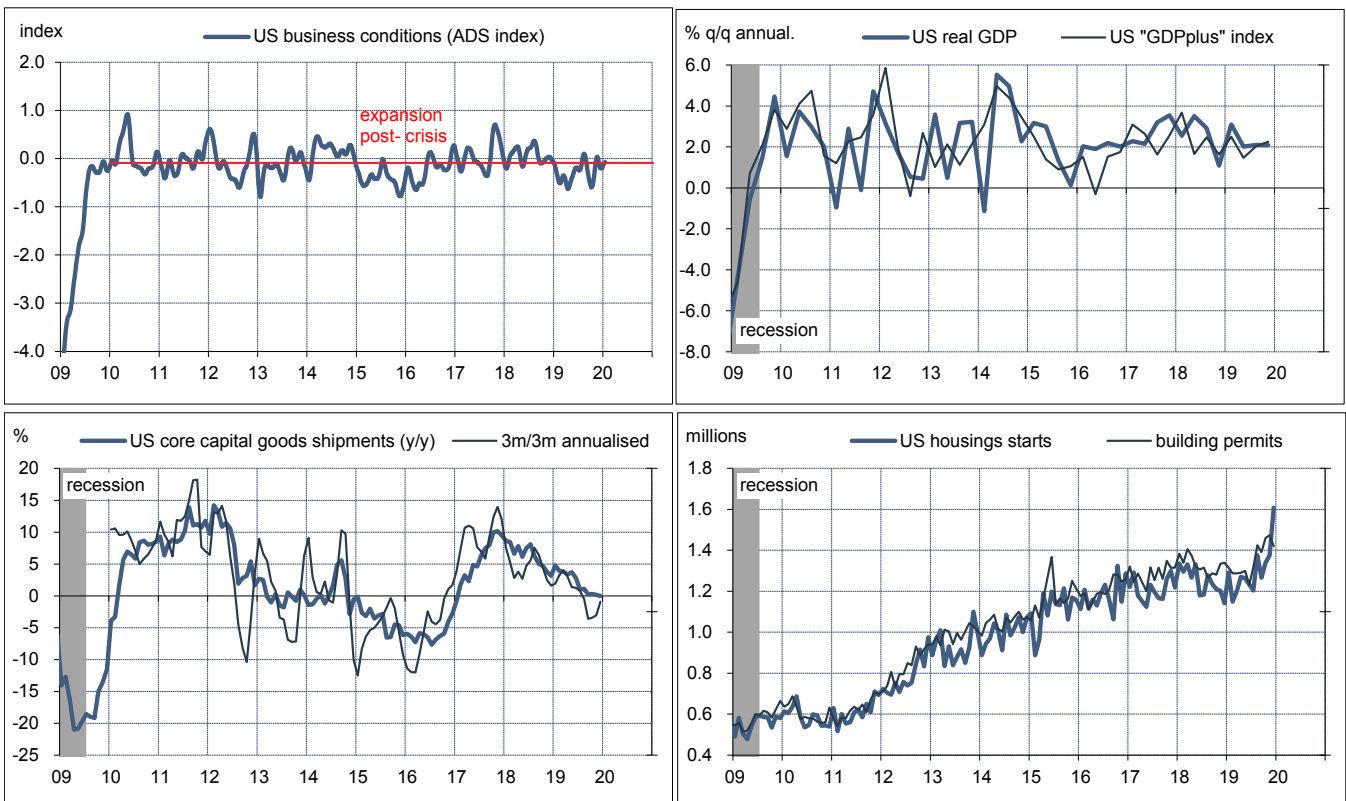 index
US business conditions (ADS index)
2.0
1.0
0.0
-1.0
-2.0
-3.0
-4.0
expansion
post- crisis
09 10 11 12 13 14 15 16 17 18 19 20
% q/q annual.
US real GDP
US "GDPplus" index
6.0
4.0
2.0
0.0
-2.0
-4.0
-6.0
-8.0
recession
09 10 11 12 13 14 15 16 17 18 19 20
%
US core capital goods shipments (y/y)
3m/3m annualised
20
15
10
5
0
-5
-10
-15
-20
-25
recession
09 10 11 12 13 14 15 16 17 18 19 20
millions
US housings starts
building permits
1.8
1.6
1.4
1.2
1.0
0.8
0.6
0.4
recession
09 10 11 12 13 14 15 16 17 18 19 20